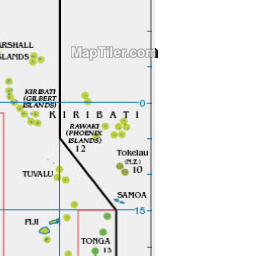 ARSHALL
SLANDS
MapTiler.com
KIRIBATI
(GILBERT
ISLANDS)
0
KIRIBATI
RAWAKI
(PHOENIX
ISLANDS)
12
Tokelau
(N.Z.)
10
TUVALU
SAMOA
15
FIJI
TONGA
13